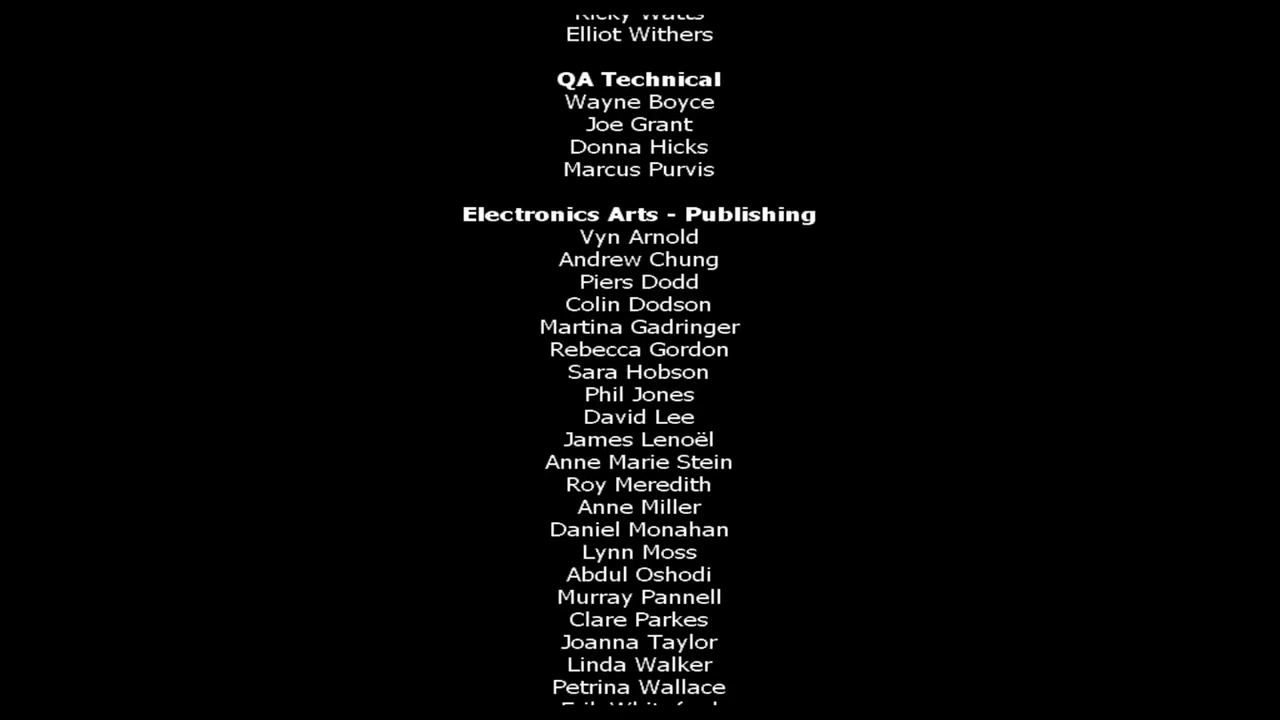 Ricky Watts
Elliot Withers
QA Technical
Wayne Boyce
Joe Grant
Donna Hicks
Marcus Purvis
Electronics Arts - Publishing
Vyn Arnold
Andrew Chung
Piers Dodd
Colin Dodson
Martina Gadringer
Rebecca Gordon
Sara Hobson
Phil Jones
David Lee
James Lenoël
Anne Marie Stein
Roy Meredith
Anne Miller
Daniel Monahan
Lynn Moss
Abdul Oshodi
Murray Pannell
Clare Parkes
Joanna Taylor
Linda Walker
Petrina Wallace